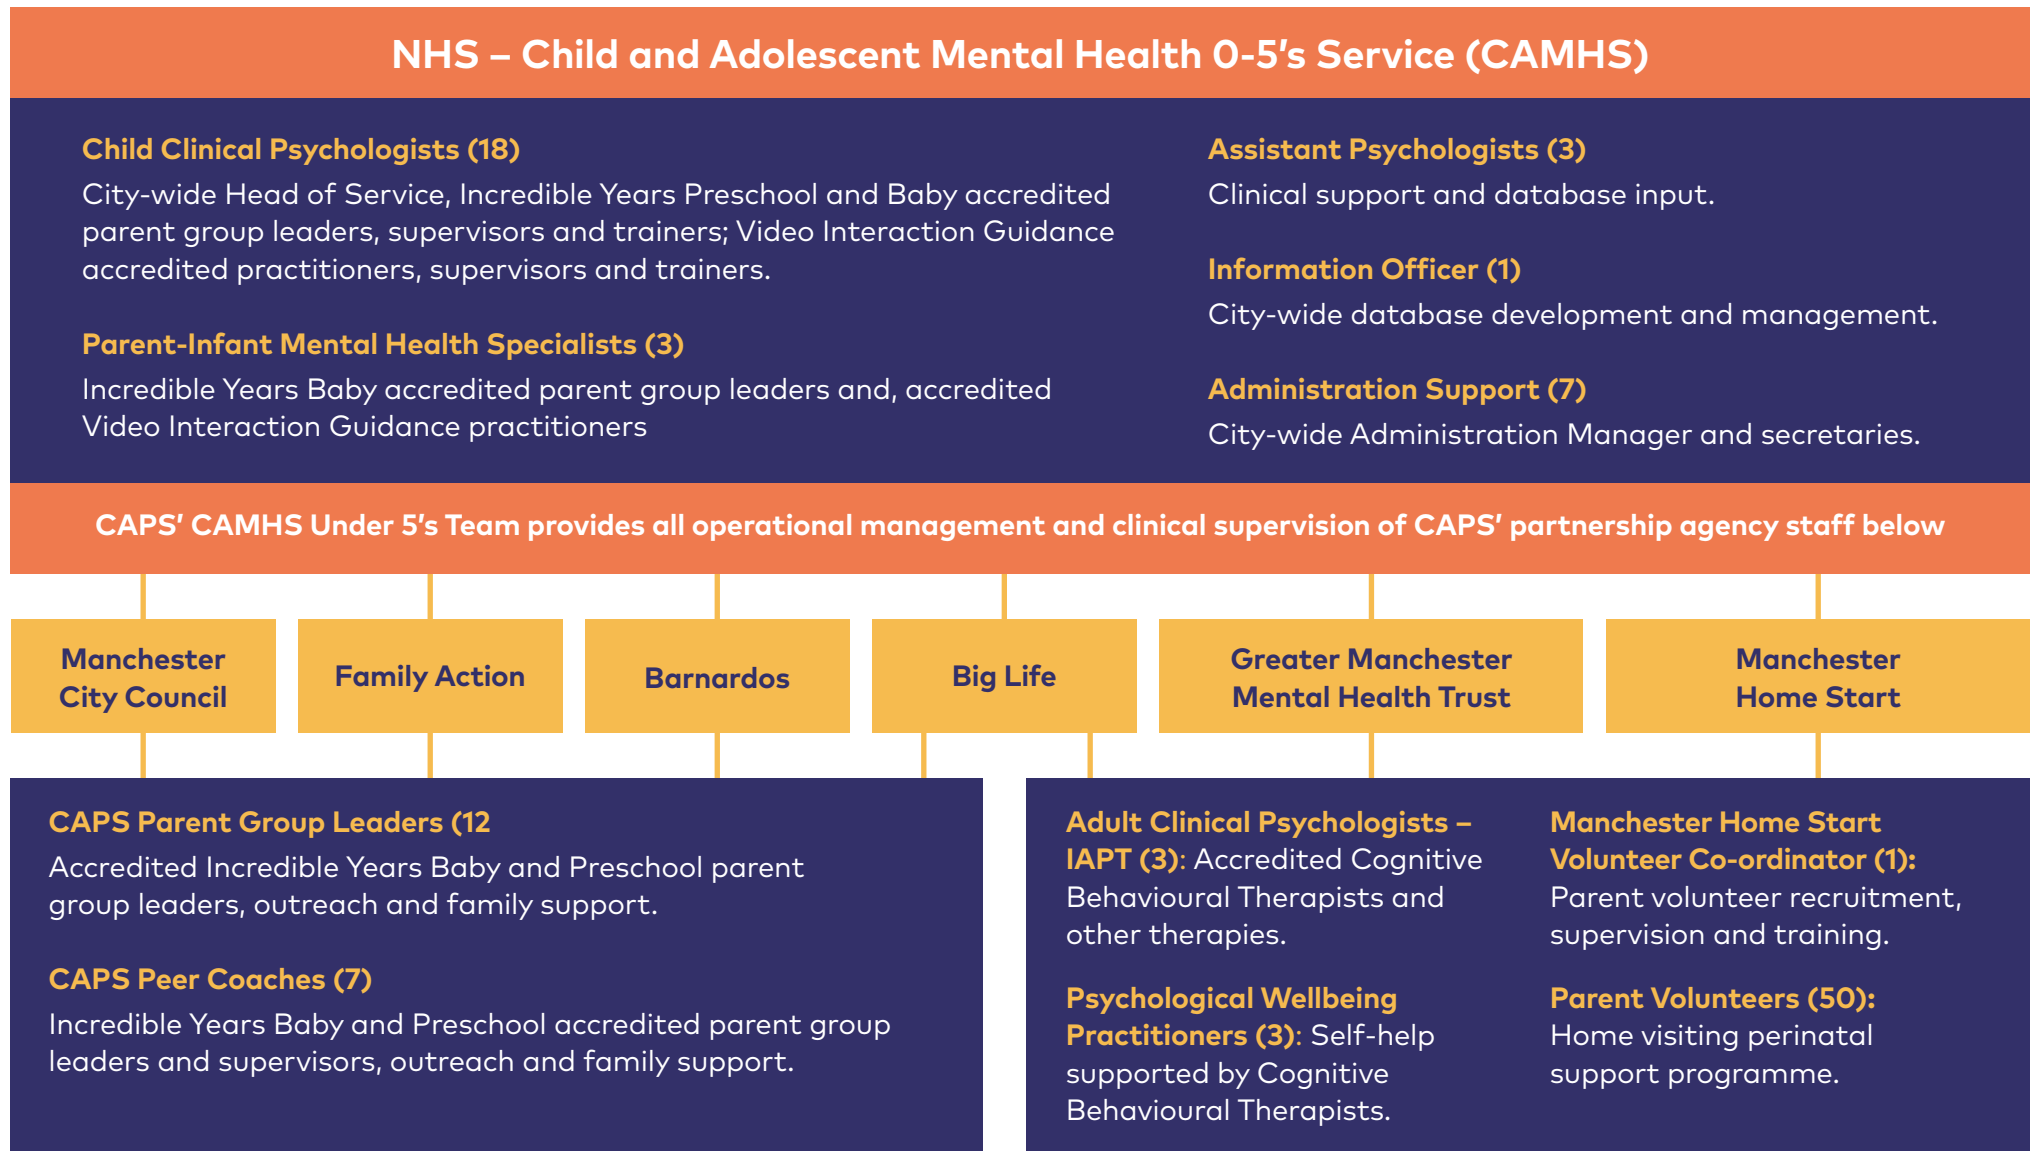 NHS – Child and Adolescent Mental Health 0-5's Service (CAMHS)
Child Clinical Psychologists (18)
City-wide Head of Service, Incredible Years Preschool and Baby accredited
parent group leaders, supervisors and trainers; Video Interaction Guidance
accredited practitioners, supervisors and trainers.
Parent-Infant Mental Health Specialists (3)
Incredible Years Baby accredited parent group leaders and, accredited
Video Interaction Guidance practitioners
Assistant Psychologists (3)
Clinical support and database input.
Information Officer (1)
City-wide database development and management.
Administration Support (7)
City-wide Administration Manager and secretaries.
CAPS' CAMHS Under 5's Team provides all operational management and clinical supervision of CAPS' partnership agency staff below
Manchester
City Council
Family Action
Barnardos
Big Life
Greater Manchester
Mental Health Trust
Manchester
Home Start
CAPS Parent Group Leaders (12
Accredited Incredible Years Baby and Preschool parent
group leaders, outreach and family support.
CAPS Peer Coaches (7)
Incredible Years Baby and Preschool accredited parent group
leaders and supervisors, outreach and family support.
Adult Clinical Psychologists –
IAPT (3): Accredited Cognitive
Behavioural Therapists and
other therapies.
Psychological Wellbeing
Practitioners (3): Self-help
supported by Cognitive
Behavioural Therapists.
Manchester Home Start
Volunteer Co-ordinator (1):
Parent volunteer recruitment,
supervision and training.
Parent Volunteers (50):
Home visiting perinatal
support programme.